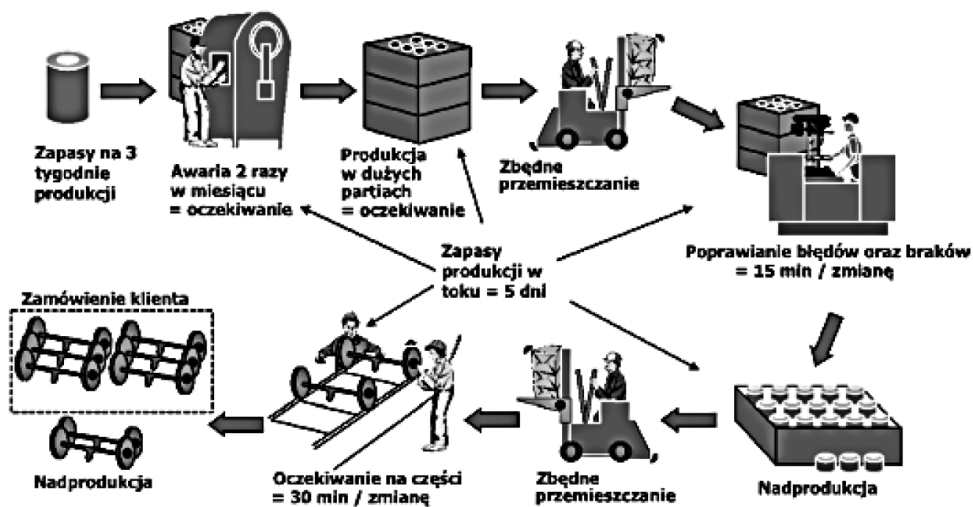 Zapasy na 3
tygodnie
produkcji
Awaria 2 razy
w miesiącu
= oczekiwanie
Produkcja
w dużych
partiach
= oczekiwanie
Zbędne
przemieszczanie
Poprawianie błędów oraz braków
= 15 min / zmianę
Zapasy
produkcji w
toku = 5 dni
Zamówienie klienta
Nadprodukcja
Oczekiwanie na części
= 30 min / zmianę
Zbędne
przemieszczanie
Nadprodukcja